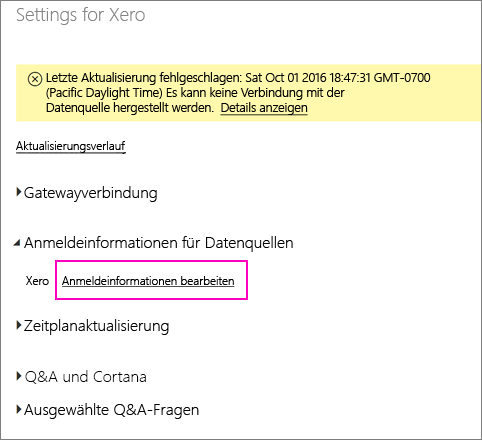 Settings for Xero
Letzte Aktualisierung fehlgeschlagen: Sat Oct 01 2016 18:47:31 GMT-0700
(Pacific Daylight Time) Es kann keine Verbindung mit der
Datenquelle hergestellt werden. Details anzeigen
Aktualisierungsverlauf
Gatewayverbindung
Anmeldeinformationen für Datenquellen
Xero Anmeldeinformationen bearbeiten
Zeitplanaktualisierung
Q&A und Cortana
Ausgewählte Q&A-Fragen